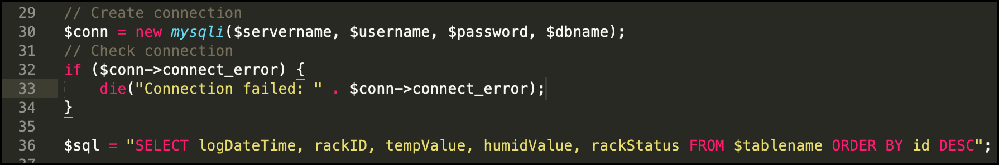 29 // Create connection
30 $conn = new mysqli($servername, $username, $password, $dbname);
31 // Check connection
32 if ($conn->connect_error) {
33     die("Connection failed: " . $conn->connect_error);
34 }
35
36 $sql = "SELECT logDateTime, rackID, tempValue, humidValue, rackStatus FROM $tablename ORDER BY id DESC";
37